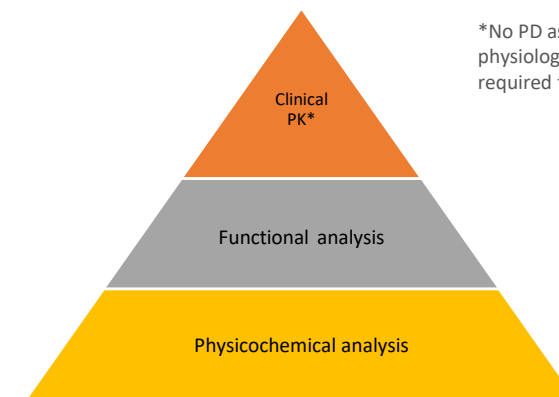 *No PD as
physiolog
required
Clinical
PK*
Functional analysis
Physicochemical analysis